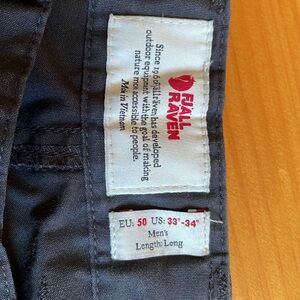 FJÄLL
RÄVEN
Since 1960 Fjällräven has developed
outdoor equipment with the goal of making
nature more accessible to people.
Made in Vietnam
EU: 50 US: 33"-34"
Men's
Length: Long